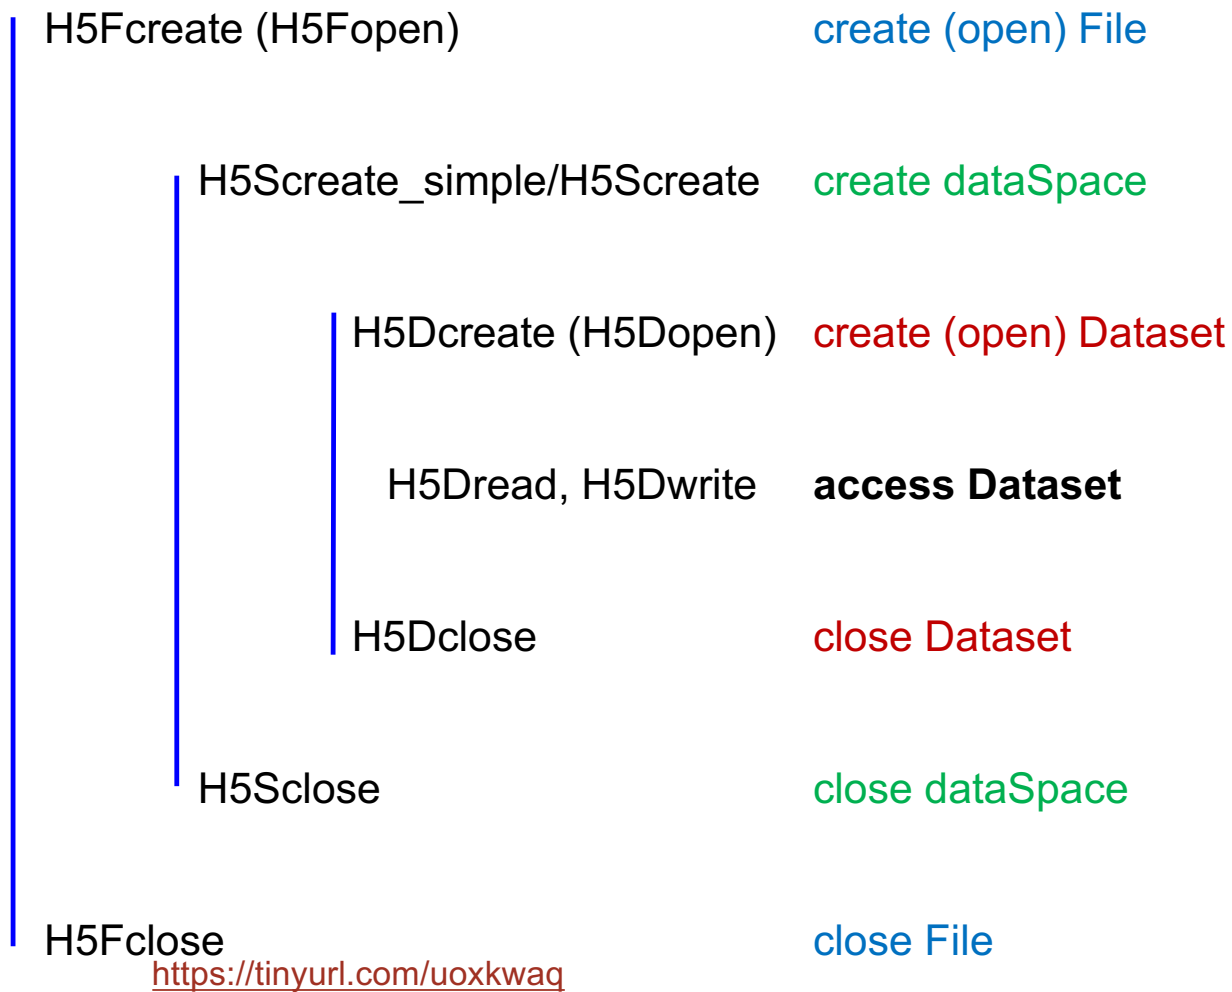 H5Fcreate (H5Fopen) create (open) File
H5Screate_simple/H5Screate create dataSpace
H5Dcreate (H5Dopen) create (open) Dataset
H5Dread, H5Dwrite access Dataset
H5Dclose close Dataset
H5Sclose close dataSpace
H5Fclose close File
https://tinyurl.com/uoxkwaq